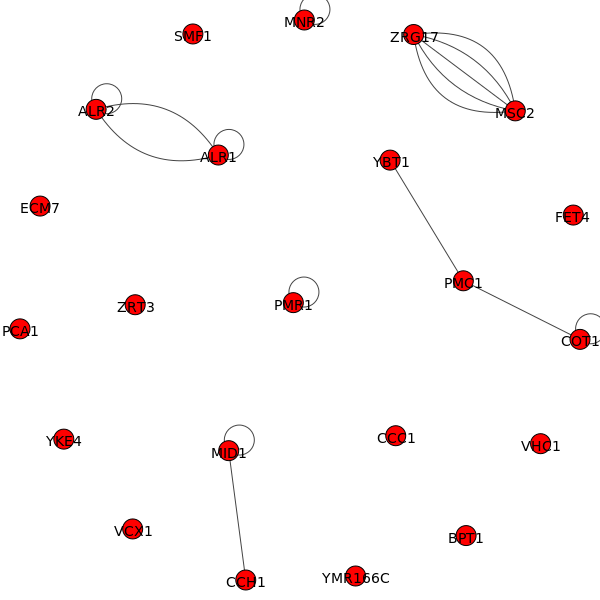 MNR2
SMF1
ZRG17
ALR2
MSC2
ALR1
YBT1
ECM7
FET4
PMC1
ZRT3
PMR1
PCA1
COT1
YKE4
CCC1
VHC1
MID1
VCX1
BPT1
YMR166C
CCH1